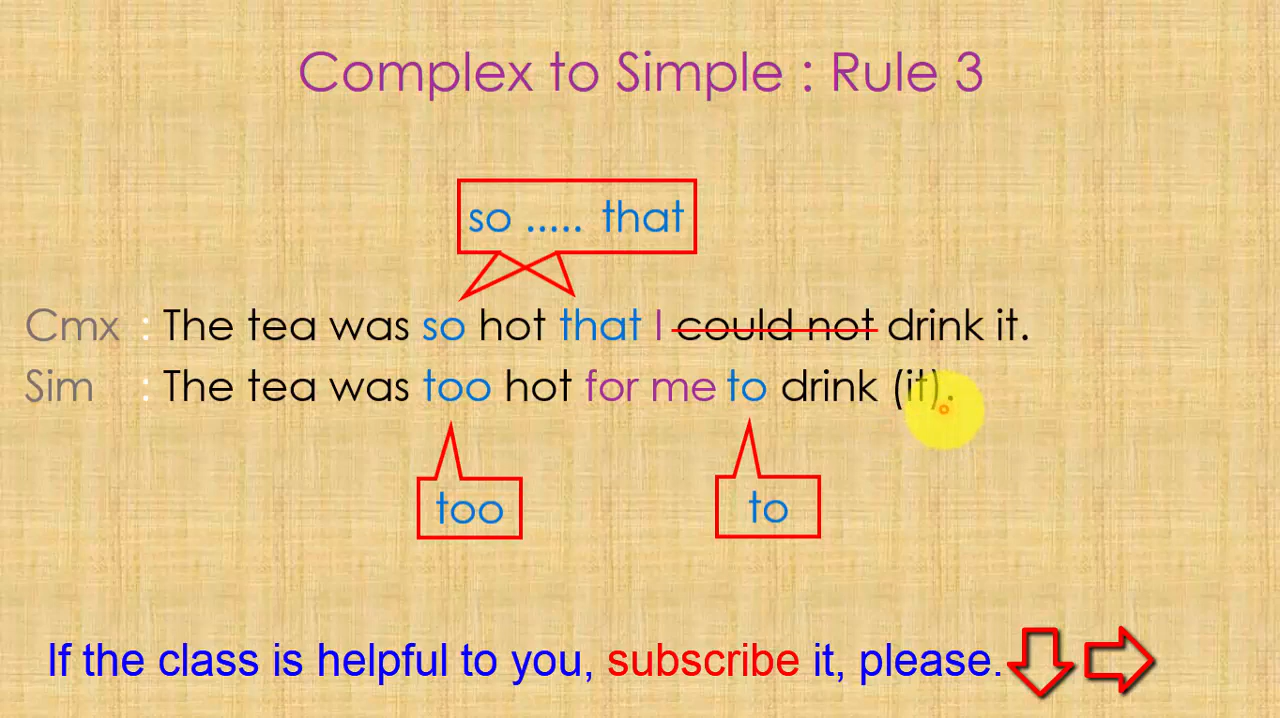 Complex to Simple : Rule 3
so ..... that
Cmx : The tea was so hot that I could not drink it.
Sim : The tea was too hot for me to drink (it).
too to
If the class is helpful to you, subscribe it, please.